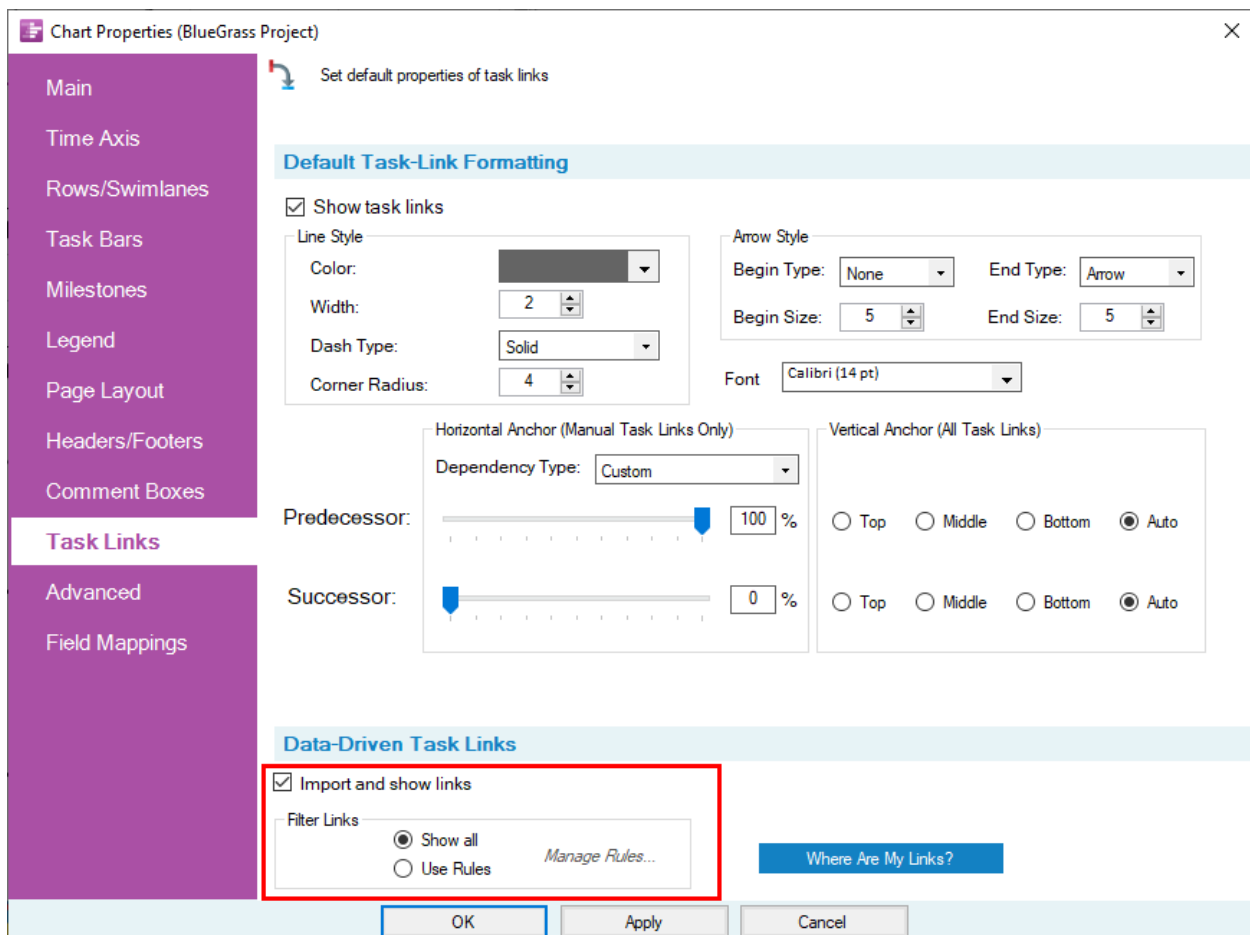 Chart Properties (BlueGrass Project)
Main
Time Axis
Rows/Swimlanes
Task Bars
Milestones
Legend
Page Layout
Headers/Footers
Comment Boxes
Task Links
Advanced
Field Mappings
Set default properties of task links
Default Task-Link Formatting
Show task links
Line Style
Color:
Width: 2
Dash Type: Solid
Corner Radius: 4
Arrow Style
Begin Type: None End Type: Arrow
Begin Size: 5 End Size: 5
Font Calibri (14 pt)
Horizontal Anchor (Manual Task Links Only)
Dependency Type: Custom
Vertical Anchor (All Task Links)
Predecessor: 100 % Top Middle Bottom Auto
Successor: 0 % Top Middle Bottom Auto
Data-Driven Task Links
Import and show links
Filter Links
Show all
Use Rules
Manage Rules...
Where Are My Links?
OK Apply Cancel